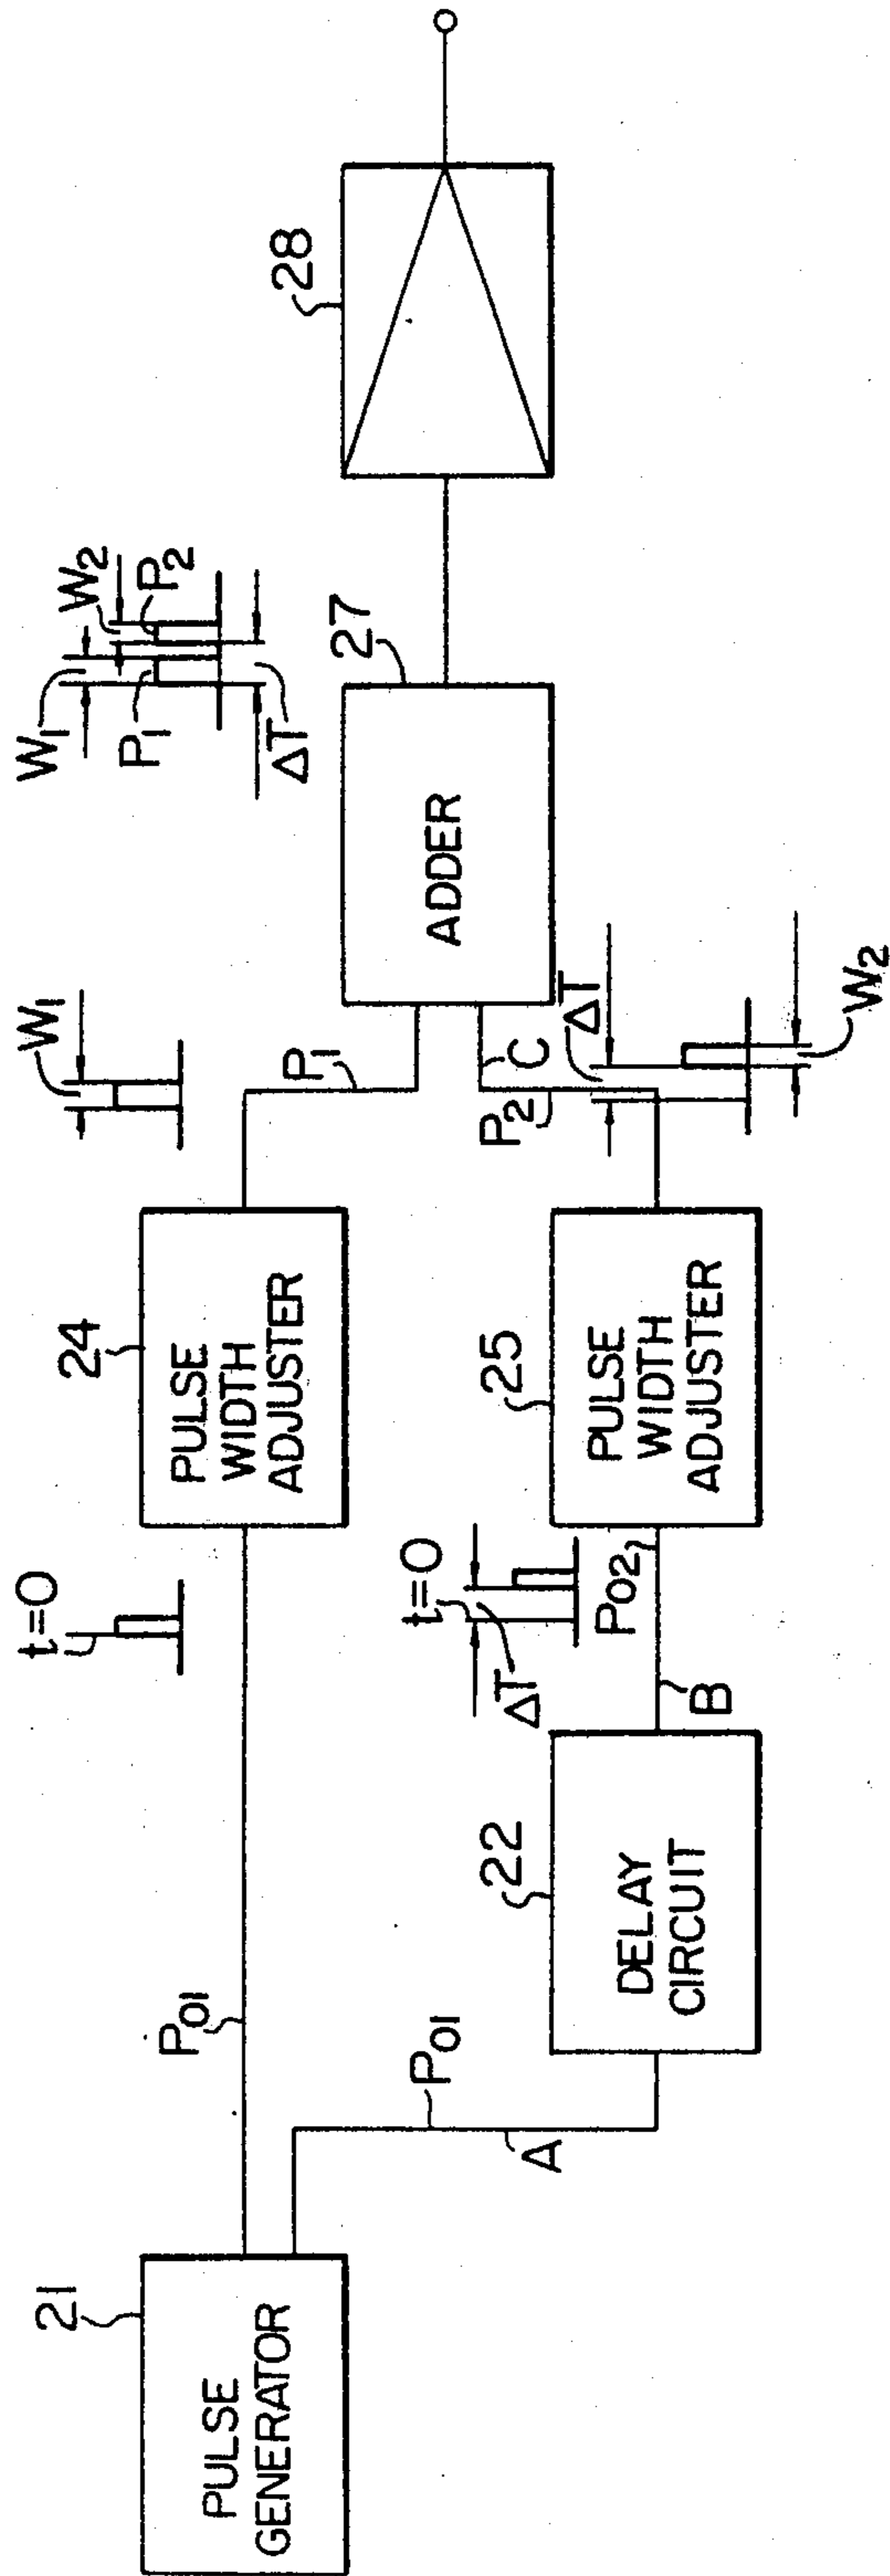 21
PULSE
GENERATOR
P01
P01
A
22
DELAY
CIRCUIT
B
t=0
t=0
ΔT
P02
24
PULSE
WIDTH
ADJUSTER
25
PULSE
WIDTH
ADJUSTER
W1
P1
P2
C
ΔT
W2
27
ADDER
W1
W2
P1
P2
ΔT
28